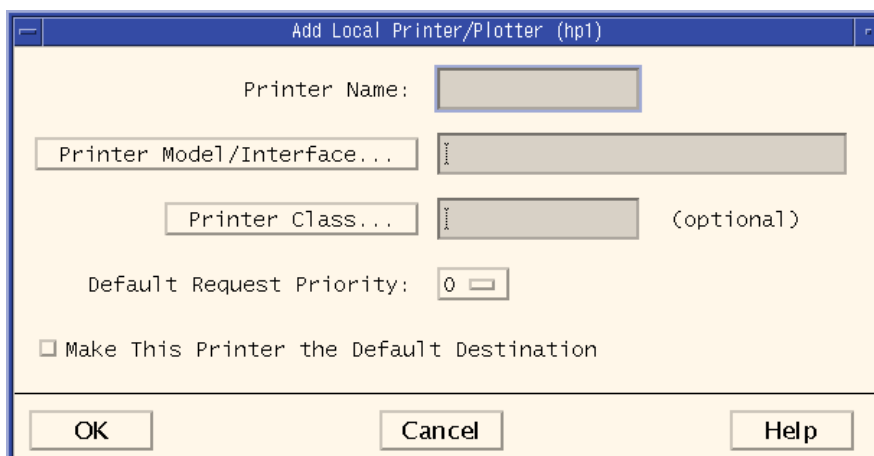 Add Local Printer/Plotter (hp1)
Printer Name:
Printer Model/Interface...
Printer Class... (optional)
Default Request Priority: 0
Make This Printer the Default Destination
OK Cancel Help